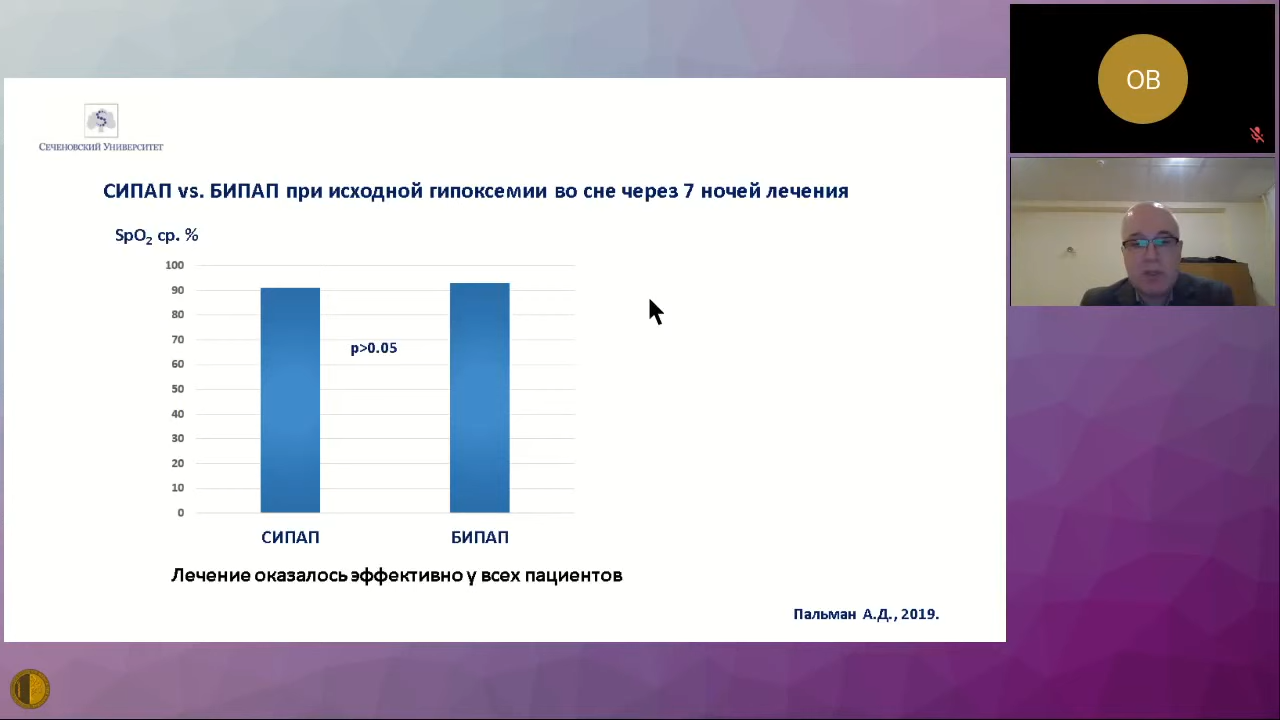 СЕЧЕНОВСКИЙ УНИВЕРСИТЕТ
СИПАП vs. БИПАП при исходной гипоксемии во сне через 7 ночей лечения
SpO₂ ср. %
100
90
80
70
60
50
40
30
20
10
0
p>0.05
СИПАП БИПАП
Лечение оказалось эффективно у всех пациентов
Пальман А.Д., 2019.
ОВ